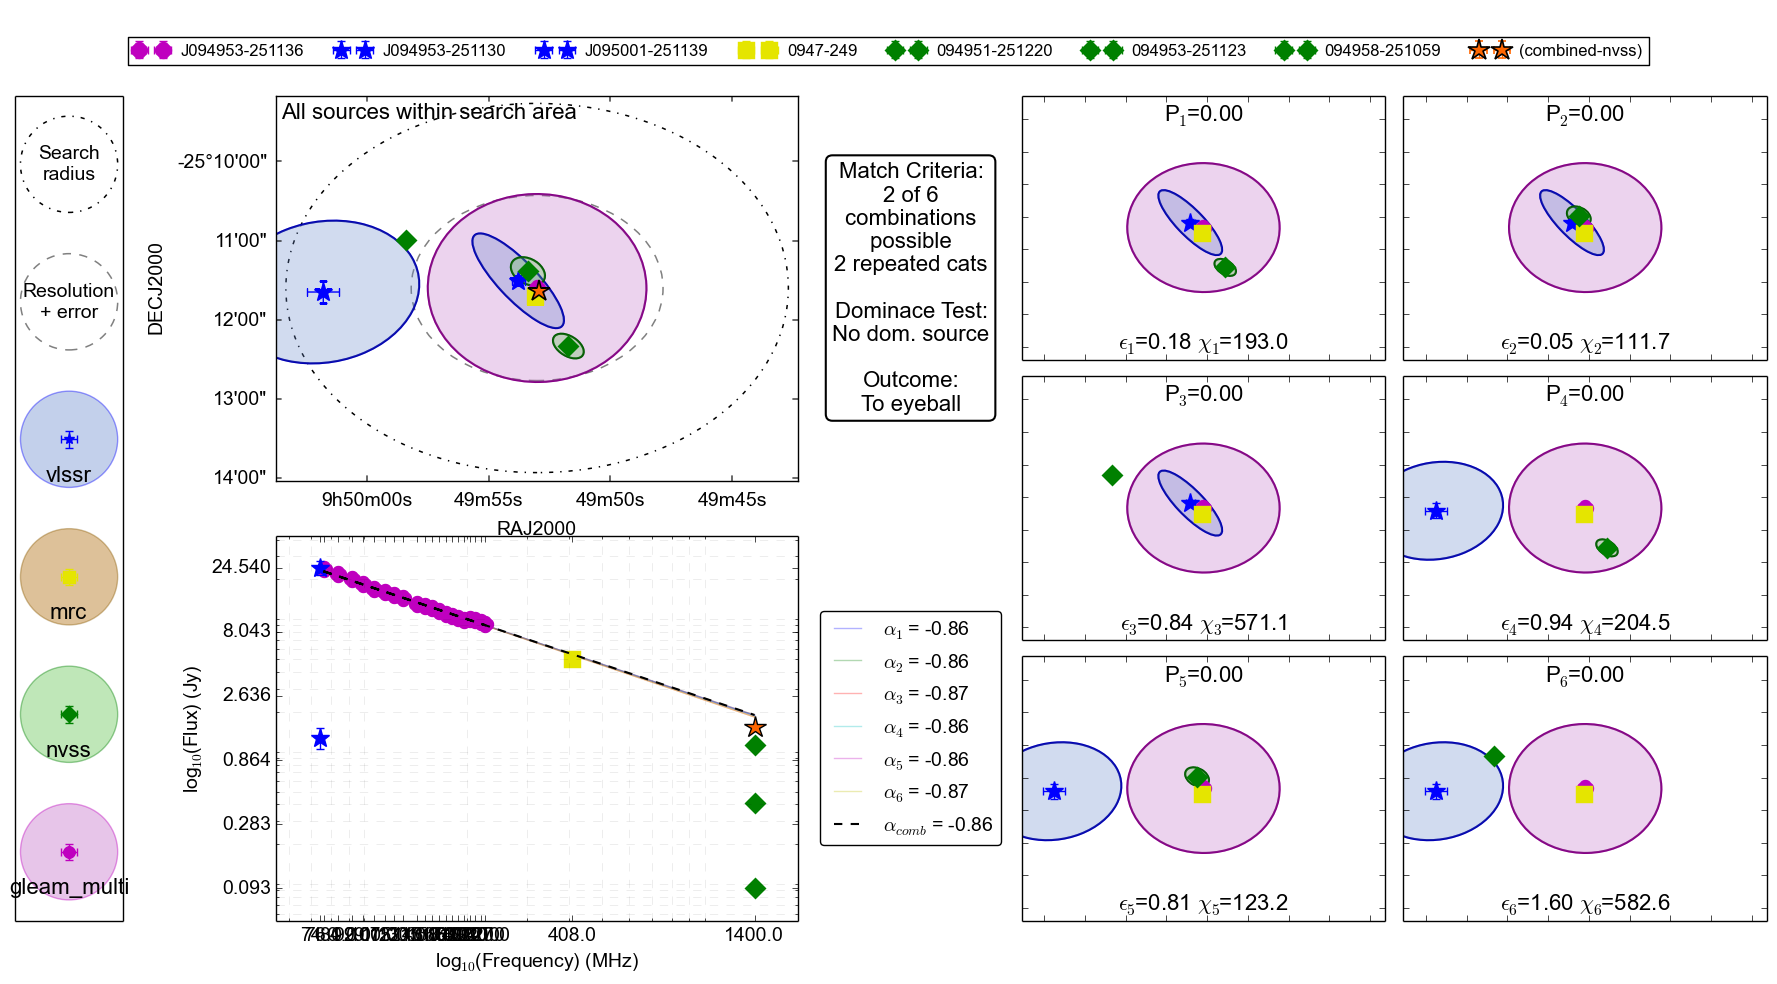 J094953-251136 J094953-251130 J095001-251139 0947-249 094951-251220 094953-251123 094958-251059 (combined-nvss)
Search
radius
Resolution
+ error
vlssr
mrc
nvss
gleam_multi
All sources within search area
DECJ2000
-25°10'00"
11'00"
12'00"
13'00"
14'00"
9h50m00s 49m55s 49m50s 49m45s
RAJ2000
Match Criteria:
2 of 6
combinations
possible
2 repeated cats
Dominace Test:
No dom. source
Outcome:
To eyeball
log10(Flux) (Jy)
24.540
8.043
2.636
0.864
0.283
0.093
408.0 1400.0
log10(Frequency) (MHz)
α1 = -0.86
α2 = -0.86
α3 = -0.87
α4 = -0.86
α5 = -0.86
α6 = -0.87
αcomb = -0.86
P1=0.00
ϵ1=0.18 χ1=193.0
P2=0.00
ϵ2=0.05 χ2=111.7
P3=0.00
ϵ3=0.84 χ3=571.1
P4=0.00
ϵ4=0.94 χ4=204.5
P5=0.00
ϵ5=0.81 χ5=123.2
P6=0.00
ϵ6=1.60 χ6=582.6